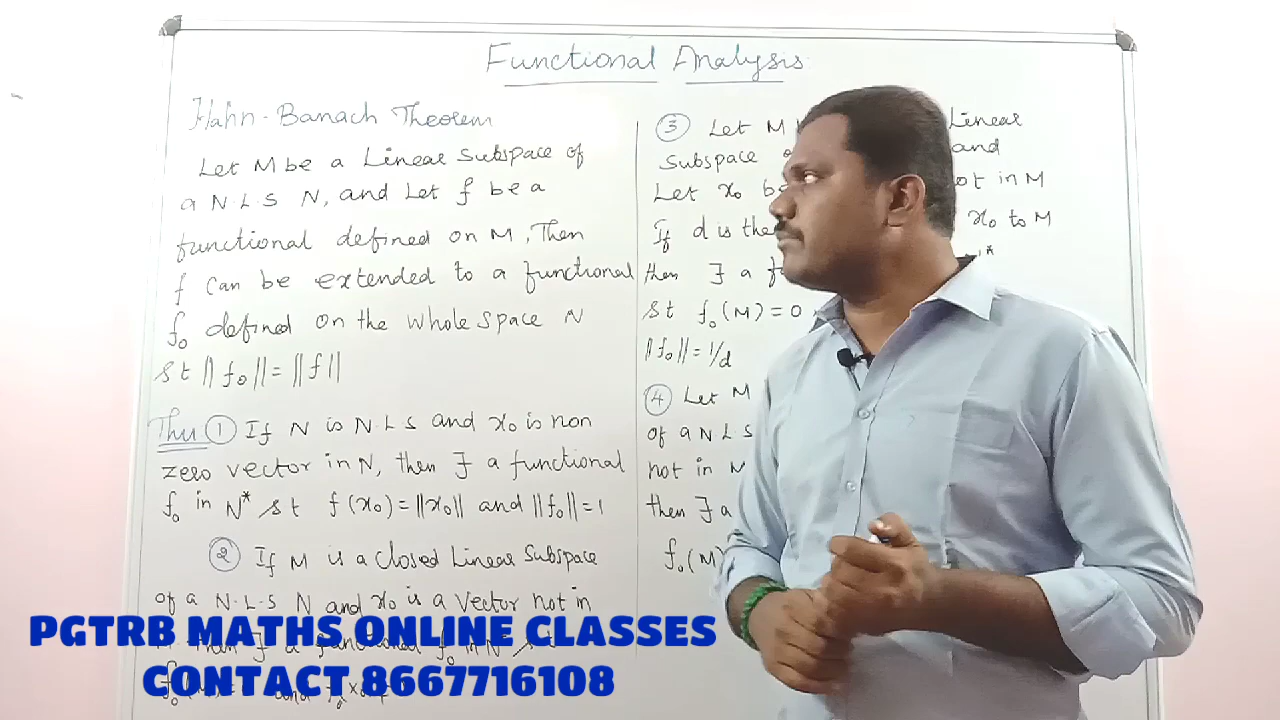 Functional Analysis
Hahn-Banach Theorem
Let M be a Linear Subspace of
a N.L.S N, and Let f be a
functional defined on M, Then
f can be extended to a functional
f₀ defined on the whole space N
st ||f₀|| = ||f||
Thm ① If N is N.L.S and x₀ is non
zero vector in N, then ∃ a functional
f₀ in N* st f(x₀) = ||x₀|| and ||f₀|| = 1
② If M is a closed Linear Subspace
of a N.L.S N and x₀ is a vector not in
then ∃ a functional f₀ in N* st
③ Let M Linear
Subspace and
Let x₀ not in M
If d is the x₀ to M
then ∃ a N*
st f₀(M) = 0
||f₀|| = 1/d
④ Let M
of a N L S
not in M
then ∃ a
f₀(M)
PGTRB MATHS ONLINE CLASSES
CONTACT 8667716108